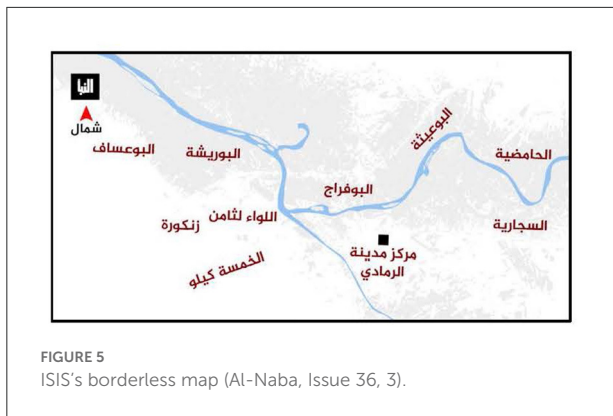 النبأ
شمال
البوعساف
البوريشة
البوفراج
البوعيثة
الحامضية
السجارية
زنكورة
اللواء لثامن
الخمسة كيلو
مركز مدينة
الرمادي
FIGURE 5
ISIS's borderless map (Al-Naba, Issue 36, 3).